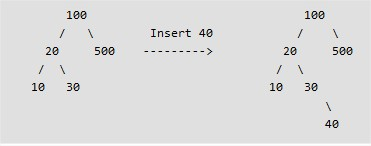 100                               100
       /   \        Insert 40            /    \
     20     500    --------->          20     500
    /  \                              /  \
   10   30                           10   30
                                            \
                                            40